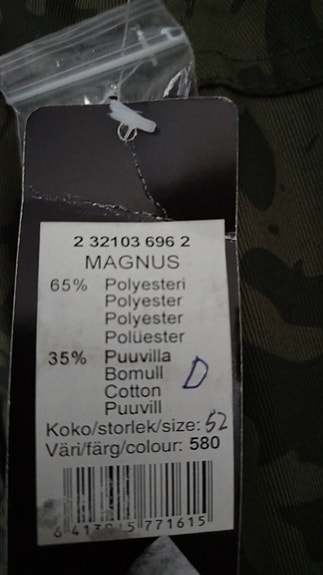 2 32103 696 2
MAGNUS
65% Polyesteri
Polyester
Polyester
Polüester
35% Puuvilla
Bomull
Cotton
Puuvill
D
Koko/storlek/size: 52
Väri/färg/colour: 580